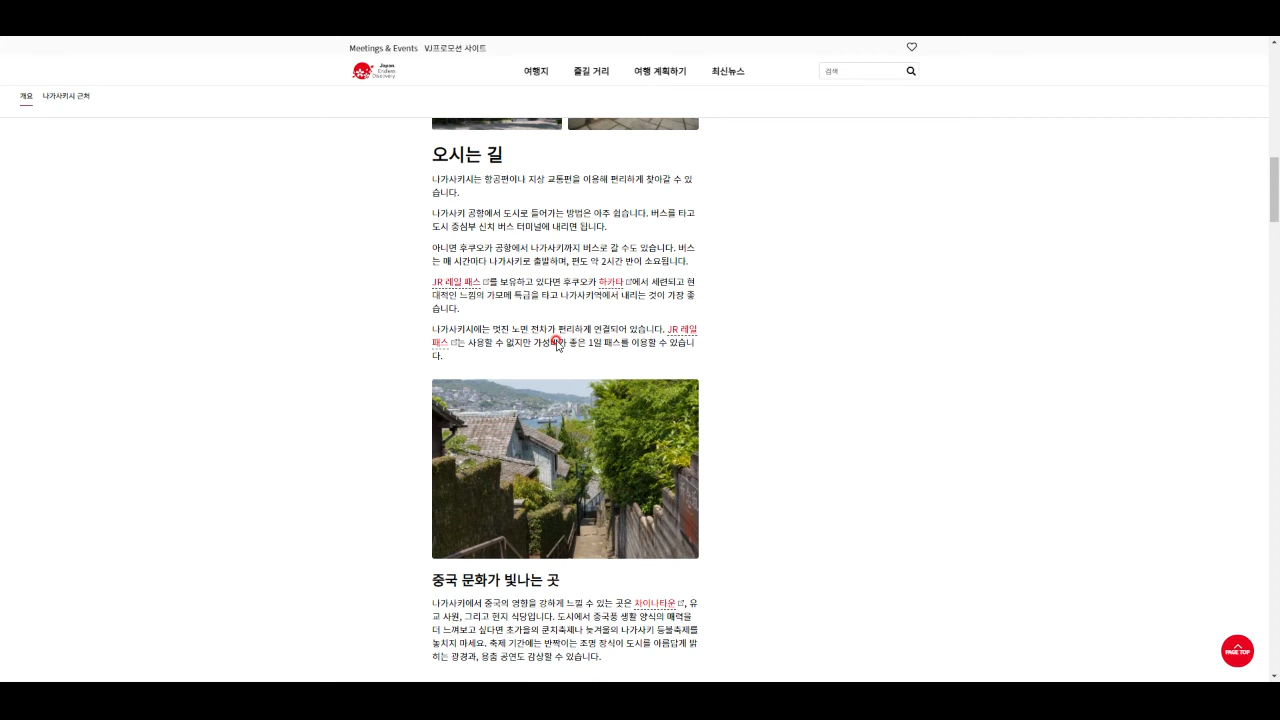 Meetings & Events VJ프로모션 사이트
Japan.
Endless
Discovery.
여행지 즐길 거리 여행 계획하기 최신뉴스
검색
개요 나가사키시 근처
오시는 길
나가사키시는 항공편이나 지상 교통편을 이용해 편리하게 찾아갈 수 있
습니다.
나가사키 공항에서 도시로 들어가는 방법은 아주 쉽습니다. 버스를 타고
도시 중심부 신치 버스 터미널에 내리면 됩니다.
아니면 후쿠오카 공항에서 나가사키까지 버스로 갈 수도 있습니다. 버스
는 매 시간마다 나가사키로 출발하며, 편도 약 2시간 반이 소요됩니다.
JR 레일 패스를 보유하고 있다면 후쿠오카 하카타에서 세련되고 현
대적인 느낌의 가모메 특급을 타고 나가사키역에서 내리는 것이 가장 좋
습니다.
나가사키시에는 멋진 노면 전차가 편리하게 연결되어 있습니다. JR 레일
패스는 사용할 수 없지만 가성비가 좋은 1일 패스를 이용할 수 있습니
다.
중국 문화가 빛나는 곳
나가사키에서 중국의 영향을 강하게 느낄 수 있는 곳은 차이나타운, 유
교 사원, 그리고 현지 식당입니다. 도시에서 중국풍 생활 양식의 매력을
더 느껴보고 싶다면 초가을의 쿤치축제나 늦겨울의 나가사키 등불축제를
놓치지 마세요. 축제 기간에는 반짝이는 조명 장식이 도시를 아름답게 밝
히는 광경과, 용춤 공연도 감상할 수 있습니다.
PAGE TOP